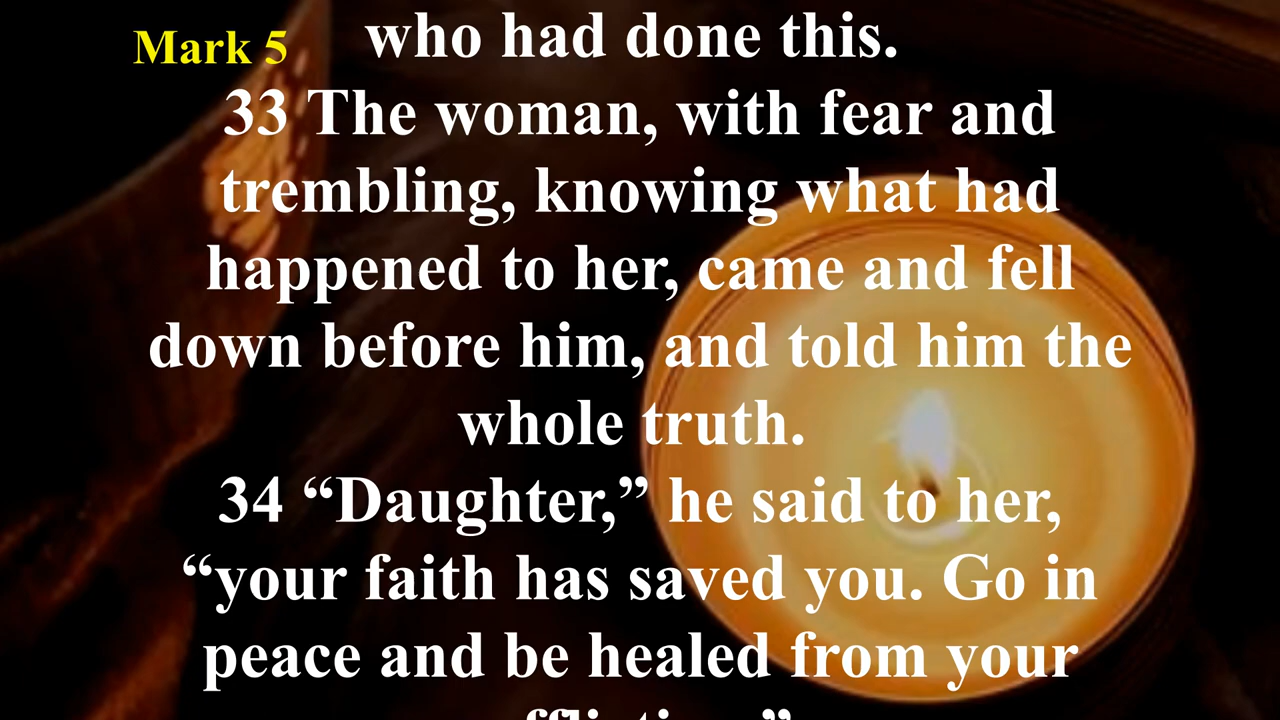 Mark 5
who had done this.
33 The woman, with fear and
trembling, knowing what had
happened to her, came and fell
down before him, and told him the
whole truth.
34 “Daughter,” he said to her,
“your faith has saved you. Go in
peace and be healed from your